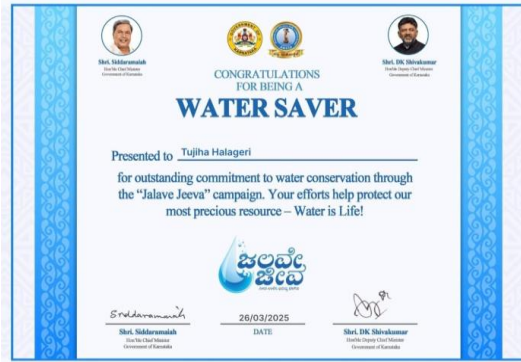 Shri. Siddaramaiah
Hon'ble Chief Minister
Government of Karnataka
Shri. DK Shivakumar
Hon'ble Deputy Chief Minister
Government of Karnataka
CONGRATULATIONS
FOR BEING A
WATER SAVER
Presented to Tujiha Halageri
for outstanding commitment to water conservation through
the “Jalave Jeeva” campaign. Your efforts help protect our
most precious resource – Water is Life!
ಜಲವೇ
ಜೀವ
Siddaramaiah
26/03/2025
Shri. Siddaramaiah
Hon'ble Chief Minister
Government of Karnataka
DATE
Shri. DK Shivakumar
Hon'ble Deputy Chief Minister
Government of Karnataka